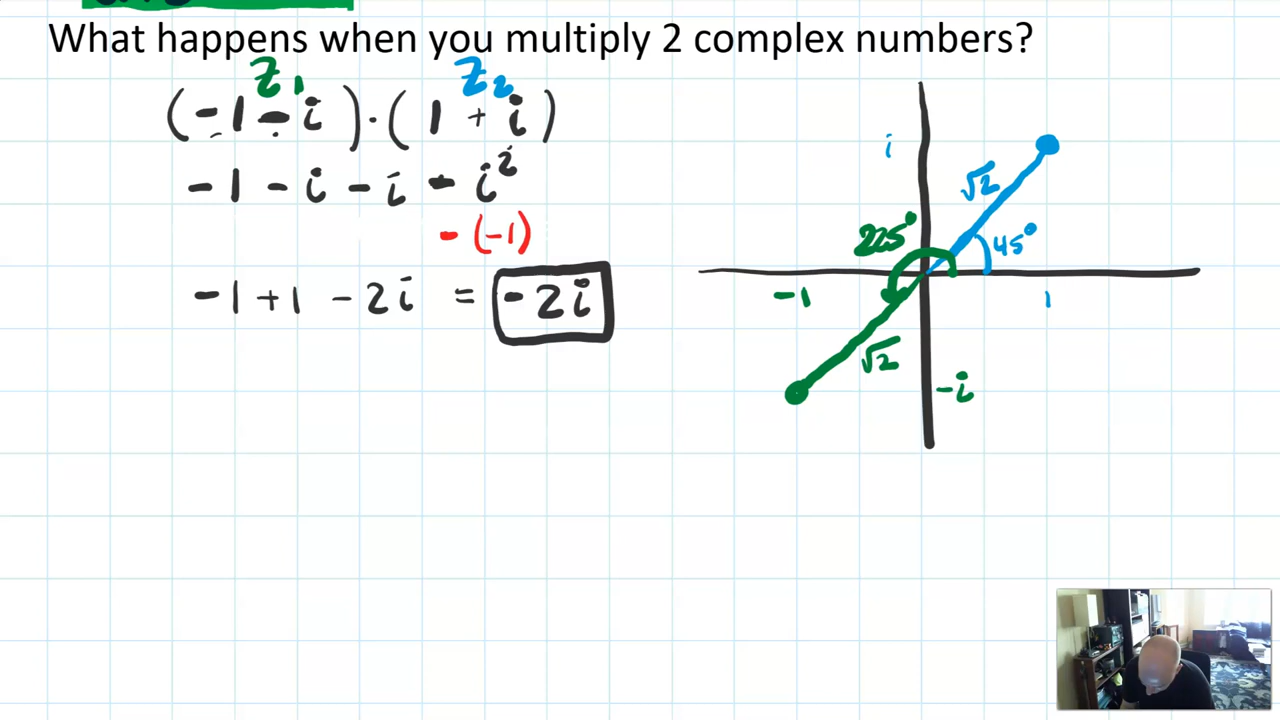 What happens when you multiply 2 complex numbers?
z₁ z₂
(-1 - i) · (1 + i)
-1 - i - i - i²
- (-1)
-1 + 1 - 2i = -2i
i
√2
45°
225°
-1
1
√2
-i